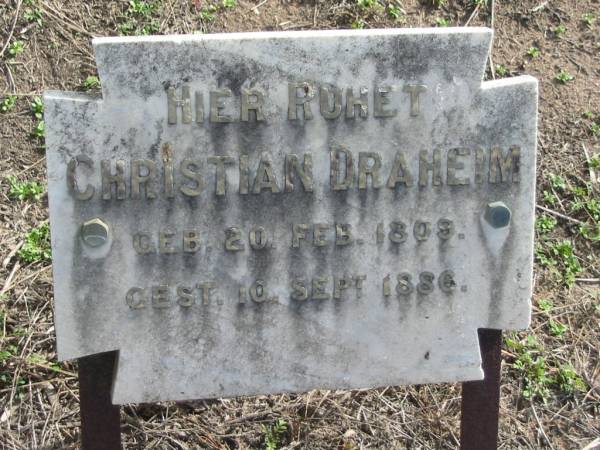 HIER RUHET
CHRISTIAN DRAHEIM
GEB. 20. FEB. 1809.
GEST. 10. SEPT 1886.